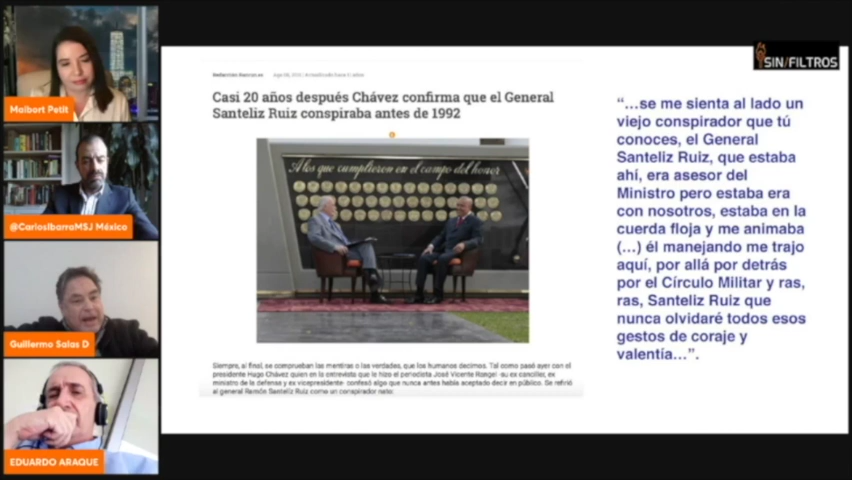 Maibort Petit
@CarlosIbarraMSJ México
Guillermo Salas D
EDUARDO ARAQUE
Casi 20 años después Chávez confirma que el General
Santeliz Ruiz conspiraba antes de 1992
A los que cumplieron en el campo del honor
Siempre, al final, se comprueban las mentiras o las verdades, que los humanos decimos. Tal como pasó ayer con el
presidente Hugo Chávez quien en la entrevista que le hizo el periodista José Vicente Rangel -su ex canciller, ex
ministro de la defensa y ex vicepresidente- confesó algo que nunca antes había aceptado decir en público. Se refirió
al general Ramón Santeliz Ruiz como un conspirador nato:
SIN/FILTROS
“...se me sienta al lado un
viejo conspirador que tú
conoces, el General
Santeliz Ruiz, que estaba
ahí, era asesor del
Ministro pero estaba era
con nosotros, estaba en la
cuerda floja y me animaba
(...) él manejando me trajo
aquí, por allá por detrás
por el Círculo Militar y ras,
ras, Santeliz Ruiz que
nunca olvidaré todos esos
gestos de coraje y
valentía...”.